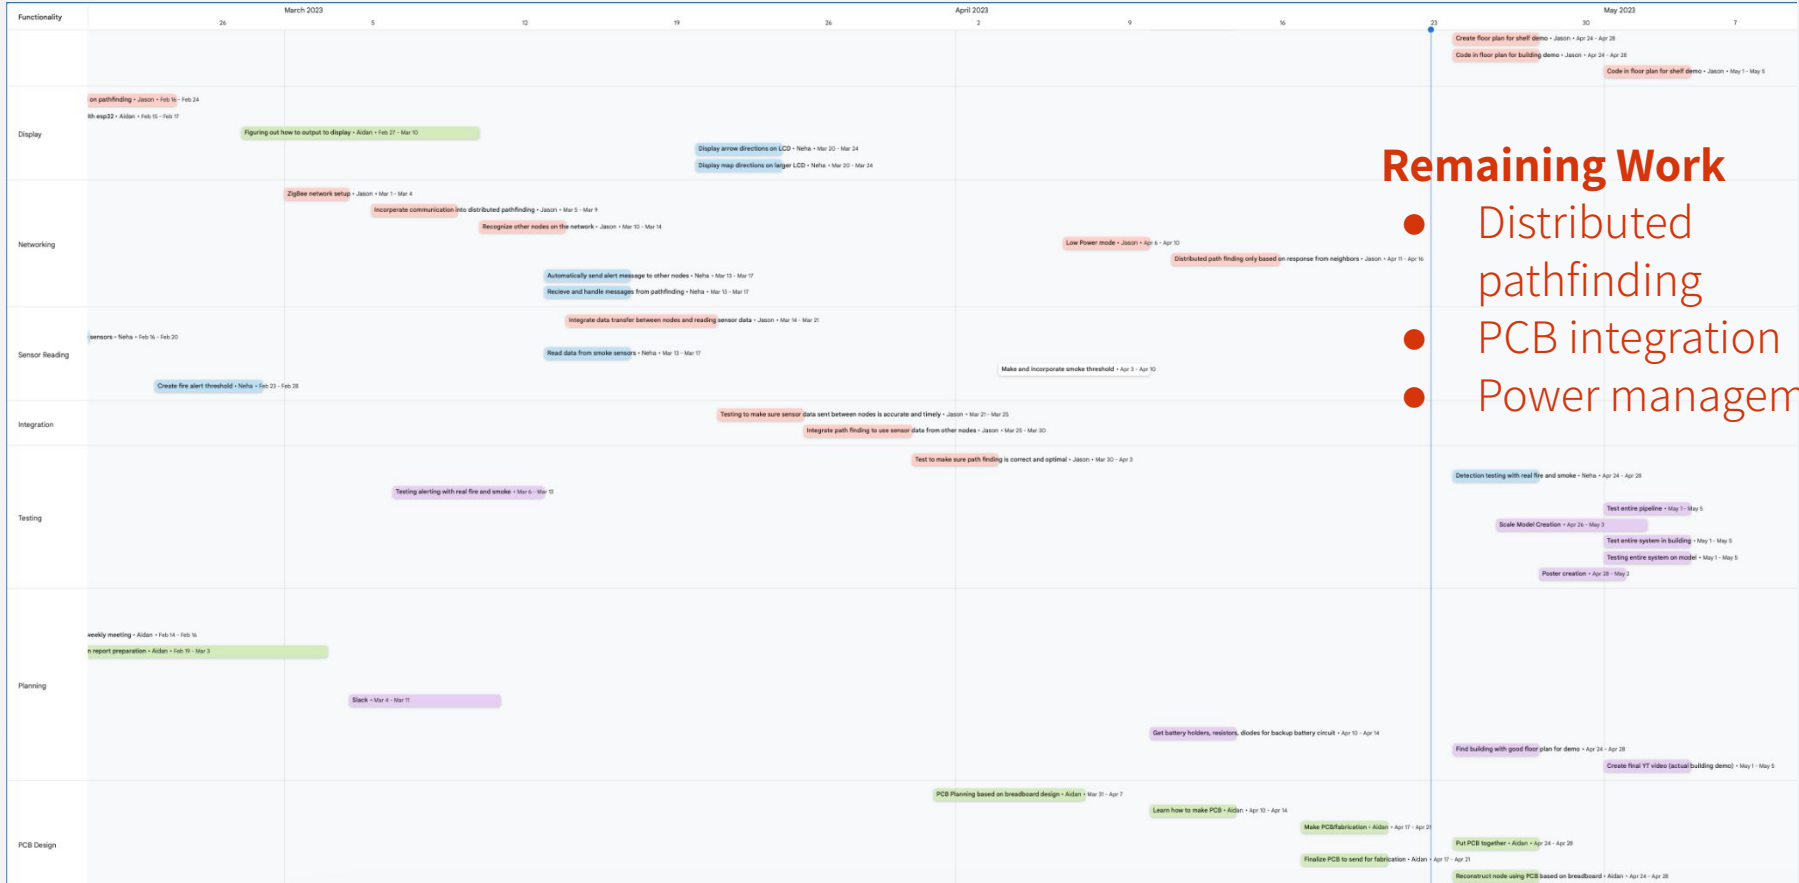 Functionality
March 2023
April 2023
May 2023
26
5
12
19
26
2
9
16
23
30
7
Create floor plan for shelf demo • Jason • Apr 24 - Apr 28
Code in floor plan for building demo • Jason • Apr 24 - Apr 28
Code in floor plan for shelf demo • Jason • May 1 - May 5
Display
on pathfinding • Jason • Feb 16 - Feb 24
ith esp32 • Aidan • Feb 15 - Feb 17
Figuring out how to output to display • Aidan • Feb 27 - Mar 10
Display arrow directions on LCD • Neha • Mar 20 - Mar 24
Display map directions on larger LCD • Neha • Mar 20 - Mar 24
Networking
ZigBee network setup • Jason • Mar 1 - Mar 4
Incorperate communication into distributed pathfinding • Jason • Mar 5 - Mar 9
Recognize other nodes on the network • Jason • Mar 10 - Mar 14
Low Power mode • Jason • Apr 6 - Apr 10
Distributed path finding only based on response from neighbors • Jason • Apr 11 - Apr 16
Automatically send alert message to other nodes • Neha • Mar 13 - Mar 17
Recieve and handle messages from pathfinding • Neha • Mar 13 - Mar 17
Sensor Reading
Integrate data transfer between nodes and reading sensor data • Jason • Mar 14 - Mar 21
sensors • Neha • Feb 16 - Feb 20
Read data from smoke sensors • Neha • Mar 13 - Mar 17
Make and incorporate smoke threshold • Apr 3 - Apr 10
Create fire alert threshold • Neha • Feb 23 - Feb 28
Integration
Testing to make sure sensor data sent between nodes is accurate and timely • Jason • Mar 21 - Mar 25
Integrate path finding to use sensor data from other nodes • Jason • Mar 25 - Mar 30
Testing
Test to make sure path finding is correct and optimal • Jason • Mar 30 - Apr 3
Detection testing with real fire and smoke • Neha • Apr 24 - Apr 28
Testing alerting with real fire and smoke • Mar 6 - Mar 13
Test entire pipeline • May 1 - May 5
Scale Model Creation • Apr 26 - May 3
Test entire system in building • May 1 - May 5
Testing entire system on model • May 1 - May 5
Poster creation • Apr 28 - May 2
Planning
weekly meeting • Aidan • Feb 14 - Feb 16
n report preparation • Aidan • Feb 19 - Mar 3
Slack • Mar 4 - Mar 11
Get battery holders, resistors, diodes for backup battery circuit • Apr 10 - Apr 14
Find building with good floor plan for demo • Apr 24 - Apr 28
Create final YT video (actual building demo) • May 1 - May 5
PCB Design
PCB Planning based on breadboard design • Aidan • Mar 31 - Apr 7
Learn how to make PCB • Aidan • Apr 10 - Apr 14
Make PCB/fabrication • Aidan • Apr 17 - Apr 21
Put PCB together • Aidan • Apr 24 - Apr 28
Finalize PCB to send for fabrication • Aidan • Apr 17 - Apr 21
Reconstruct node using PCB based on breadboard • Aidan • Apr 24 - Apr 28
Remaining Work
● Distributed
pathfinding
● PCB integration
● Power managem